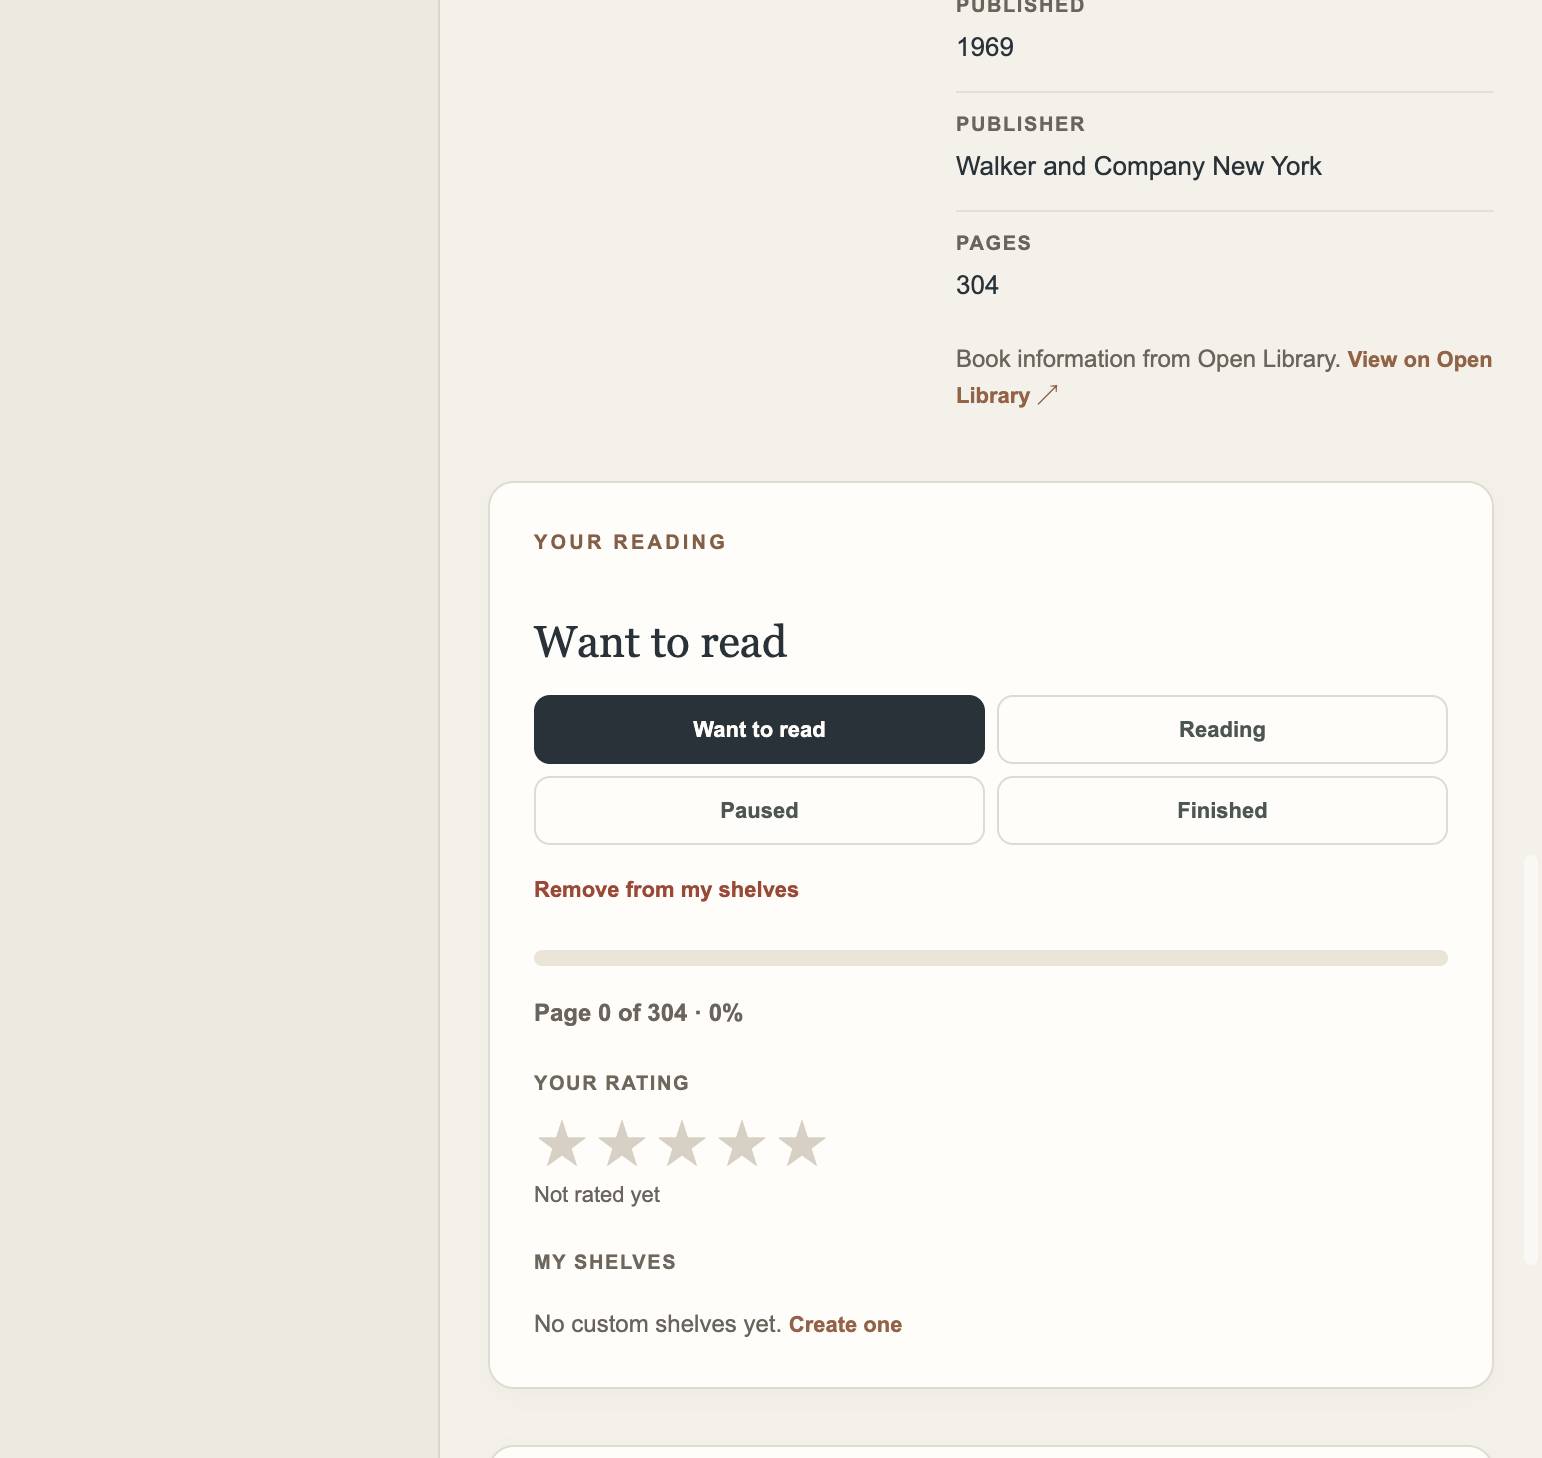 PUBLISHED
1969
PUBLISHER
Walker and Company New York
PAGES
304
Book information from Open Library. View on Open
Library ↗
YOUR READING
Want to read
Want to read
Reading
Paused
Finished
Remove from my shelves
Page 0 of 304 · 0%
YOUR RATING
★ ★ ★ ★ ★
Not rated yet
MY SHELVES
No custom shelves yet. Create one